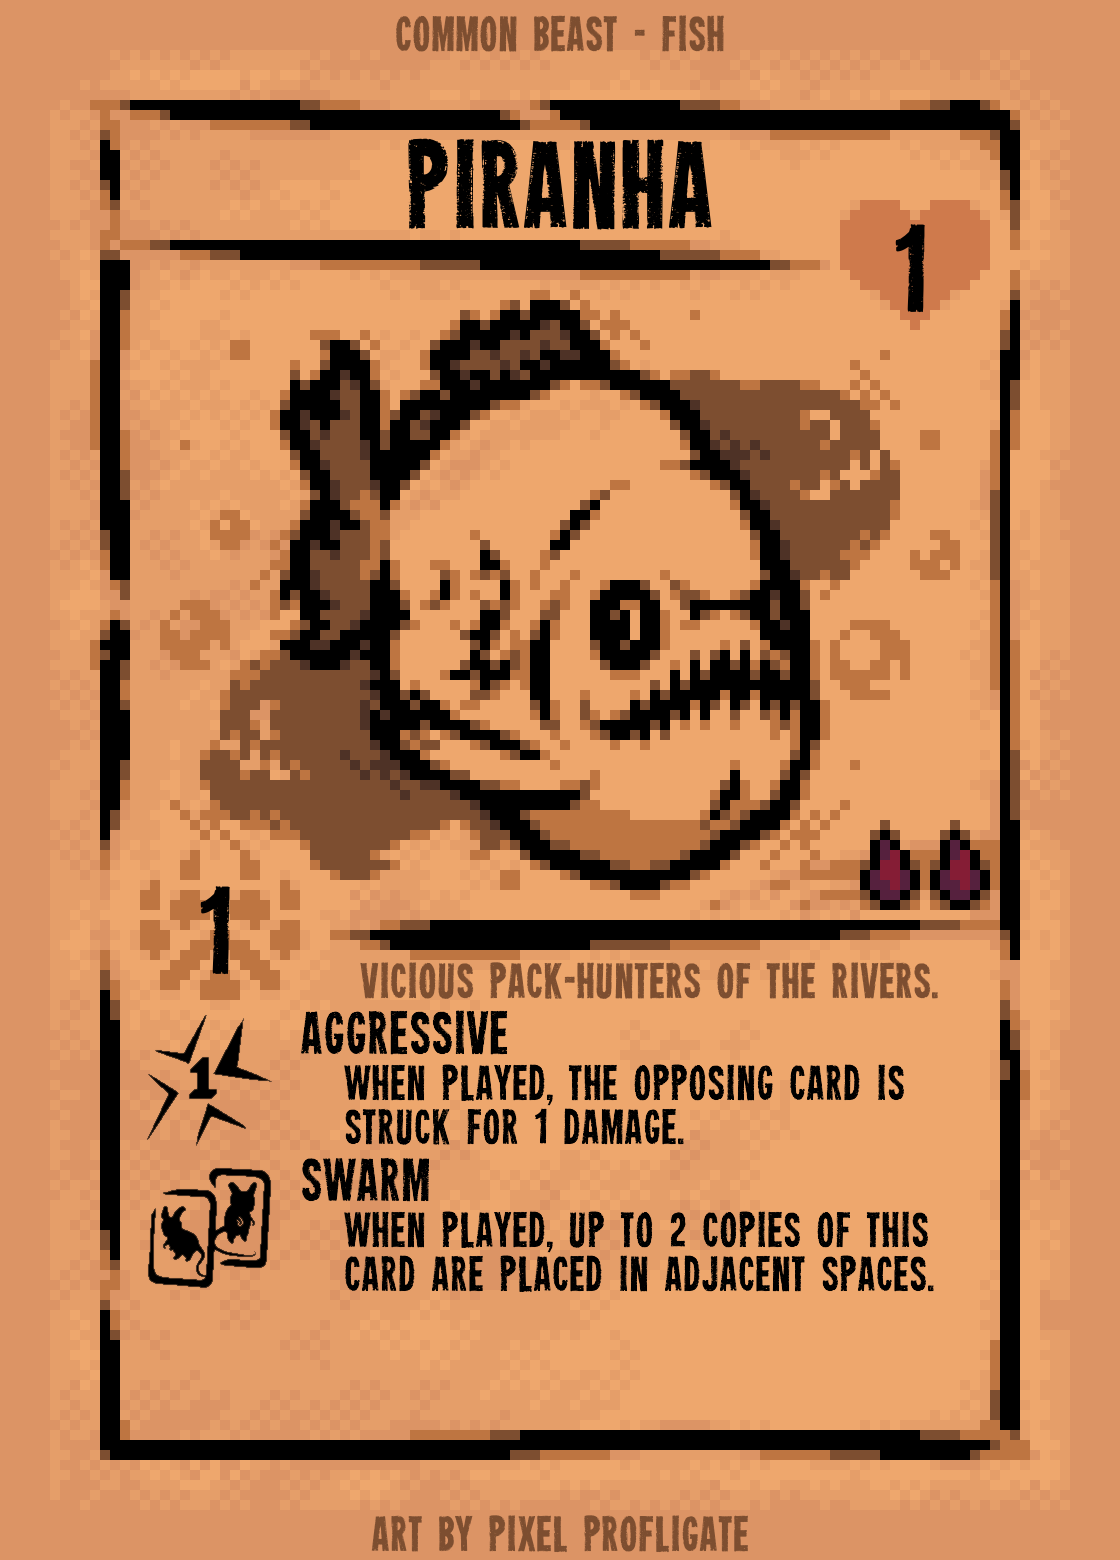 COMMON BEAST - FISH
PIRANHA
1
1
VICIOUS PACK-HUNTERS OF THE RIVERS.
AGGRESSIVE
1
WHEN PLAYED, THE OPPOSING CARD IS
STRUCK FOR 1 DAMAGE.
SWARM
WHEN PLAYED, UP TO 2 COPIES OF THIS
CARD ARE PLACED IN ADJACENT SPACES.
ART BY PIXEL PROFLIGATE